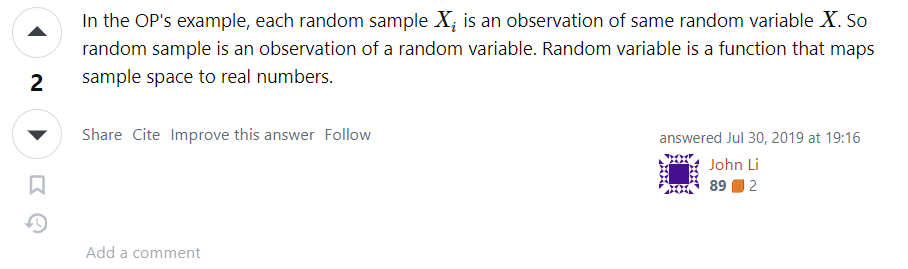 In the OP's example, each random sample Xᵢ is an observation of same random variable X. So
random sample is an observation of a random variable. Random variable is a function that maps
sample space to real numbers.
2
Share Cite Improve this answer Follow
answered Jul 30, 2019 at 19:16
John Li
89 2
Add a comment